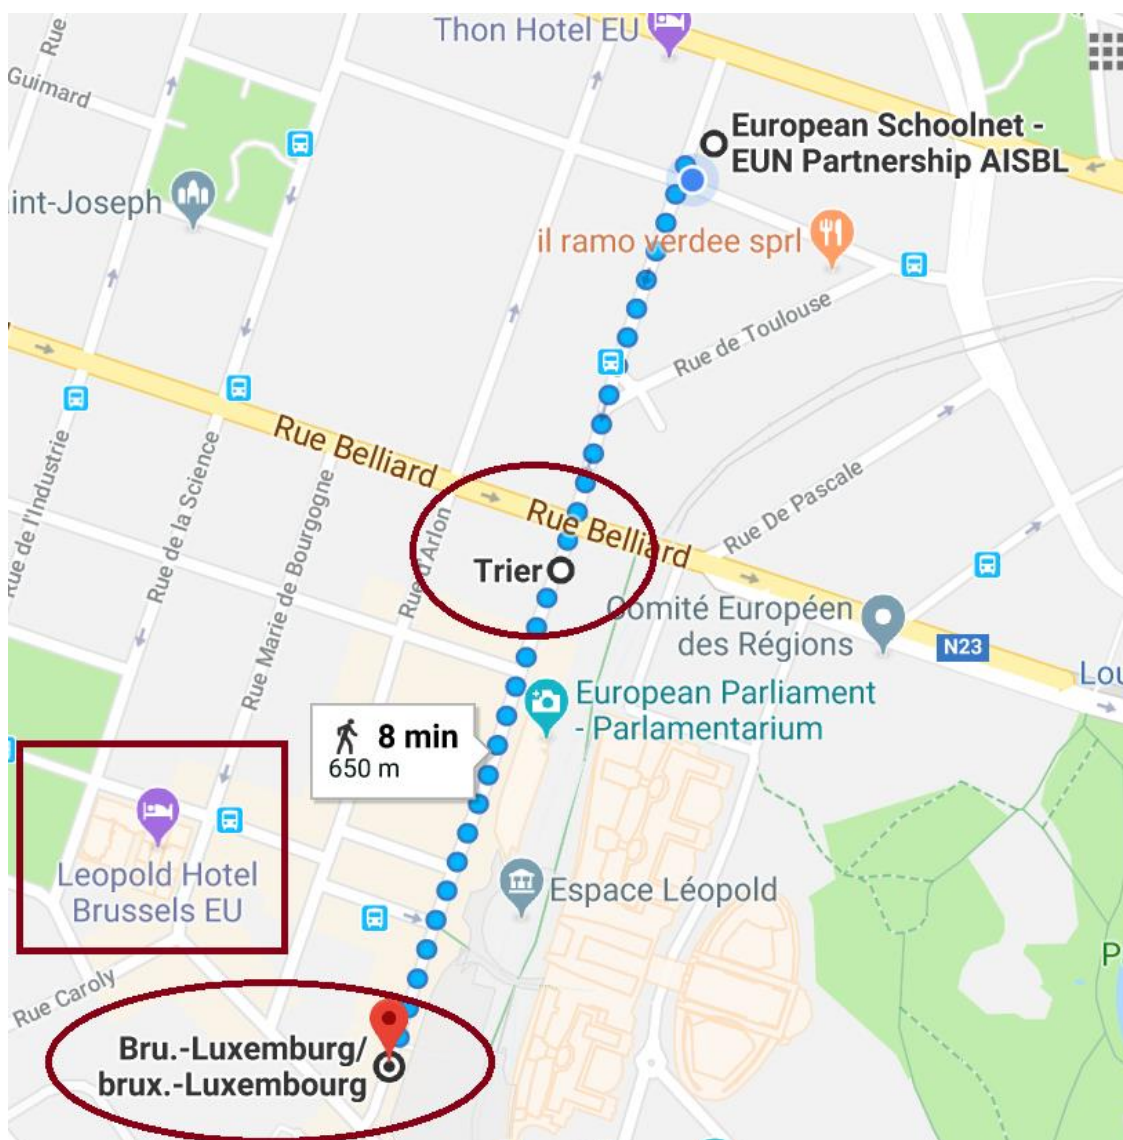 Thon Hotel EU
Rue
Guimard
European Schoolnet -
EUN Partnership AISBL
int-Joseph
il ramo verdee sprl
Rue de Toulouse
Rue Belliard
Rue Belliard
Rue De Pascale
Rue de l'Industrie
Rue de la Science
Rue Marie de Bourgogne
Rue d'Arlon
Trier
Comité Européen
des Régions
N23
Lou
European Parliament
- Parlamentarium
8 min
650 m
Leopold Hotel
Brussels EU
Espace Léopold
P
Rue Caroly
Bru.-Luxemburg/
brux.-Luxembourg